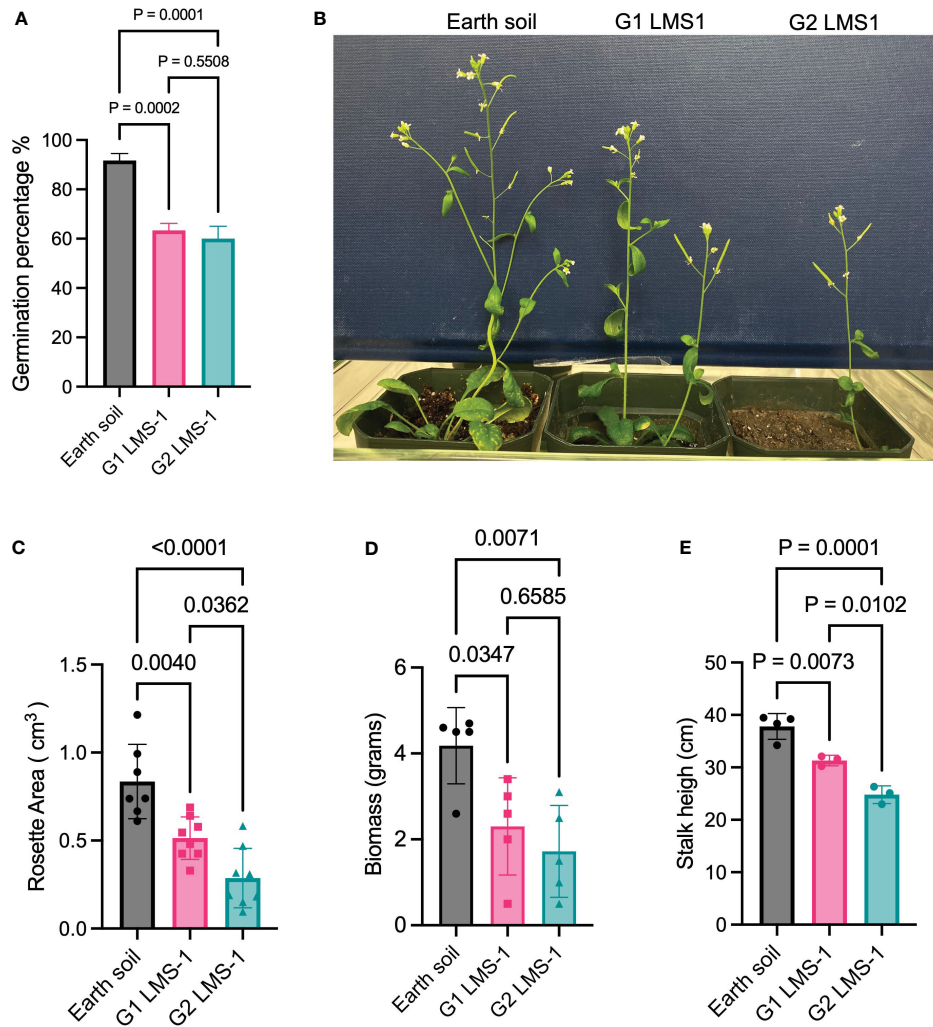 A
P = 0.0001
P = 0.5508
P = 0.0002
Germination percentage %
100
80
60
40
20
0
Earth soil
G1 LMS-1
G2 LMS-1
B
Earth soil
G1 LMS1
G2 LMS1
C
<0.0001
0.0362
0.0040
Rosette Area ( cm³ )
1.5
1.0
0.5
0.0
Earth soil
G1 LMS-1
G2 LMS-1
D
0.0071
0.6585
0.0347
Biomass (grams)
6
4
2
0
Earth soil
G1 LMS-1
G2 LMS-1
E
P = 0.0001
P = 0.0102
P = 0.0073
Stalk heigh (cm)
50
40
30
20
10
0
Earth soil
G1 LMS-1
G2 LMS-1